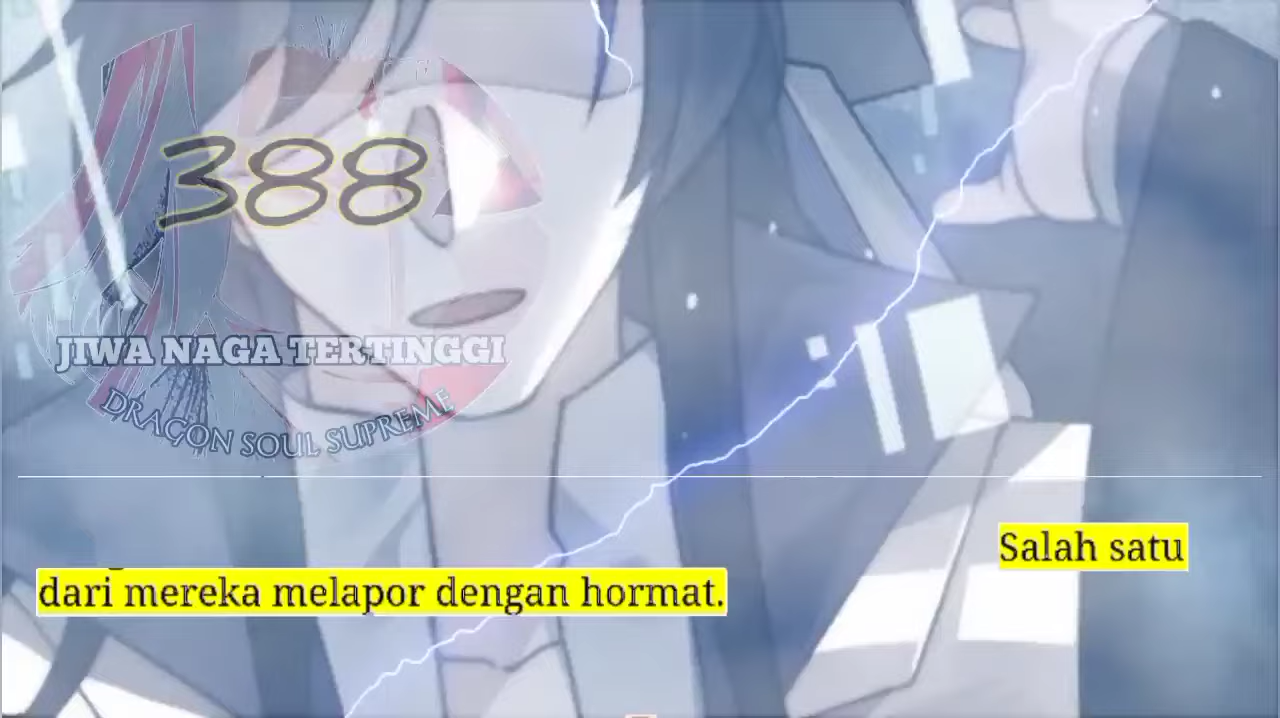 388
JIWA NAGA TERTINGGI
DRAGON SOUL SUPREME
Salah satu
dari mereka melapor dengan hormat.